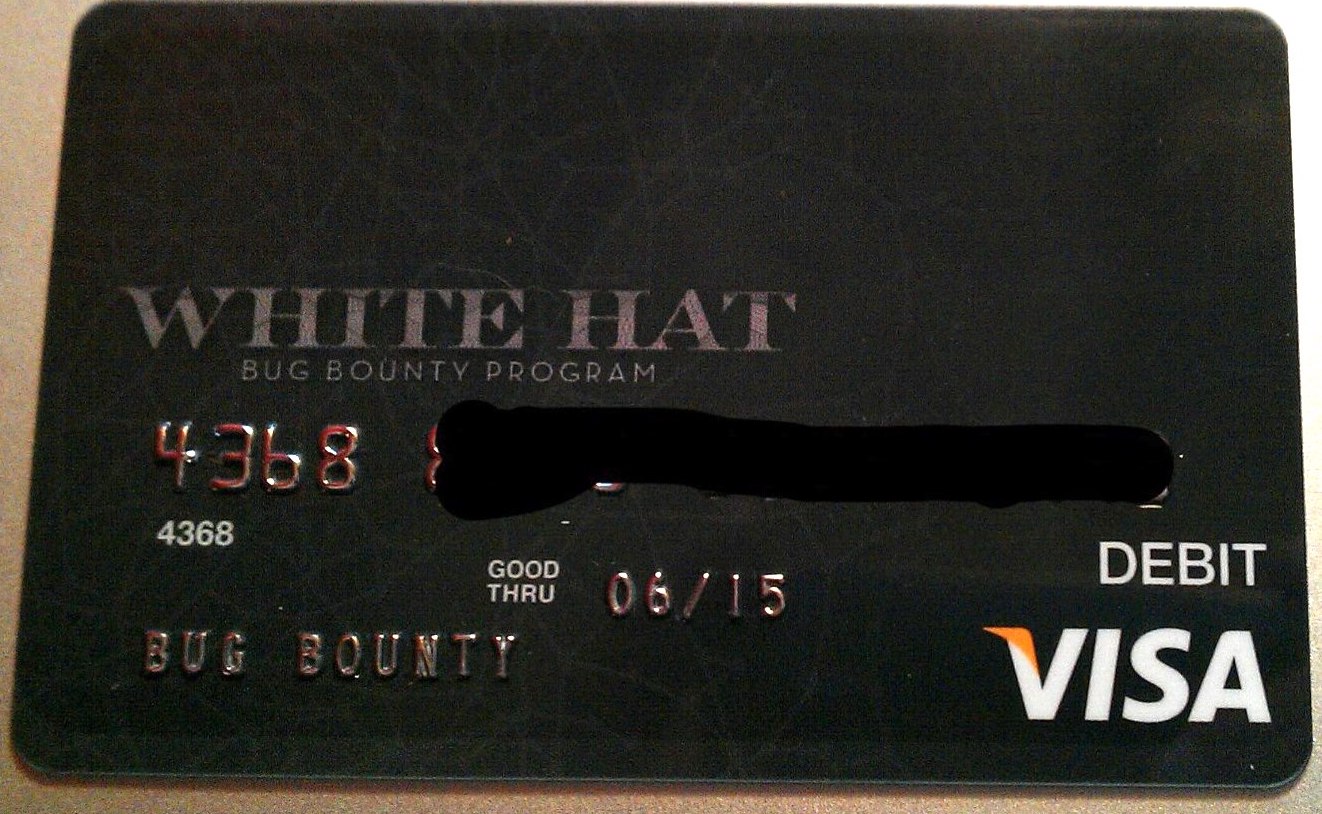 WHITE HAT
BUG BOUNTY PROGRAM
4368
4368
DEBIT
GOOD
THRU
06/15
BUG BOUNTY
VISA